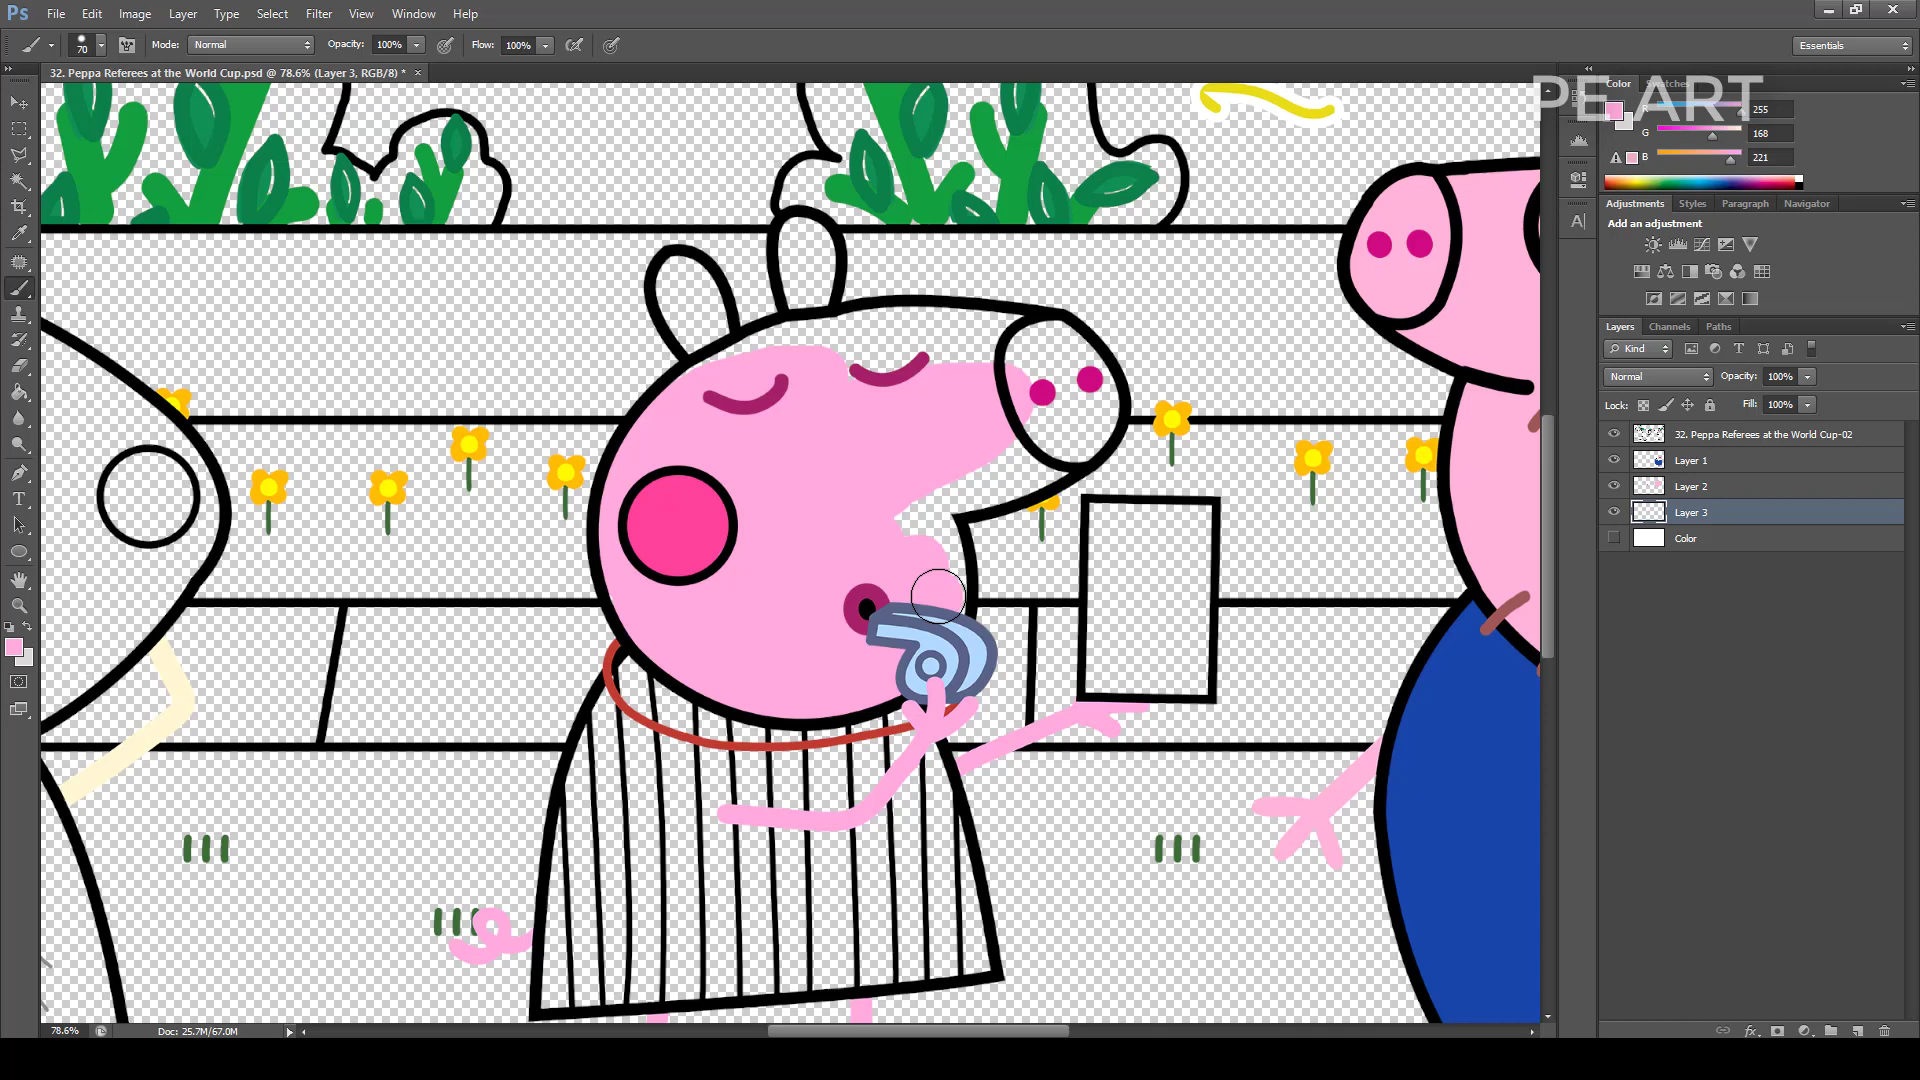 Ps File Edit Image Layer Type Select Filter View Window Help
70 Mode: Normal Opacity: 100% Flow: 100% Essentials
32. Peppa Referees at the World Cup.psd @ 78.6% (Layer 3, RGB/8) * ×
PE ART
Color Swatches
R 255
G 168
B 221
Adjustments Styles Paragraph Navigator
Add an adjustment
Layers Channels Paths
Kind
Normal Opacity: 100%
Lock: Fill: 100%
32. Peppa Referees at the World Cup-02
Layer 1
Layer 2
Layer 3
Color
78.6% Doc: 25.7M/67.0M